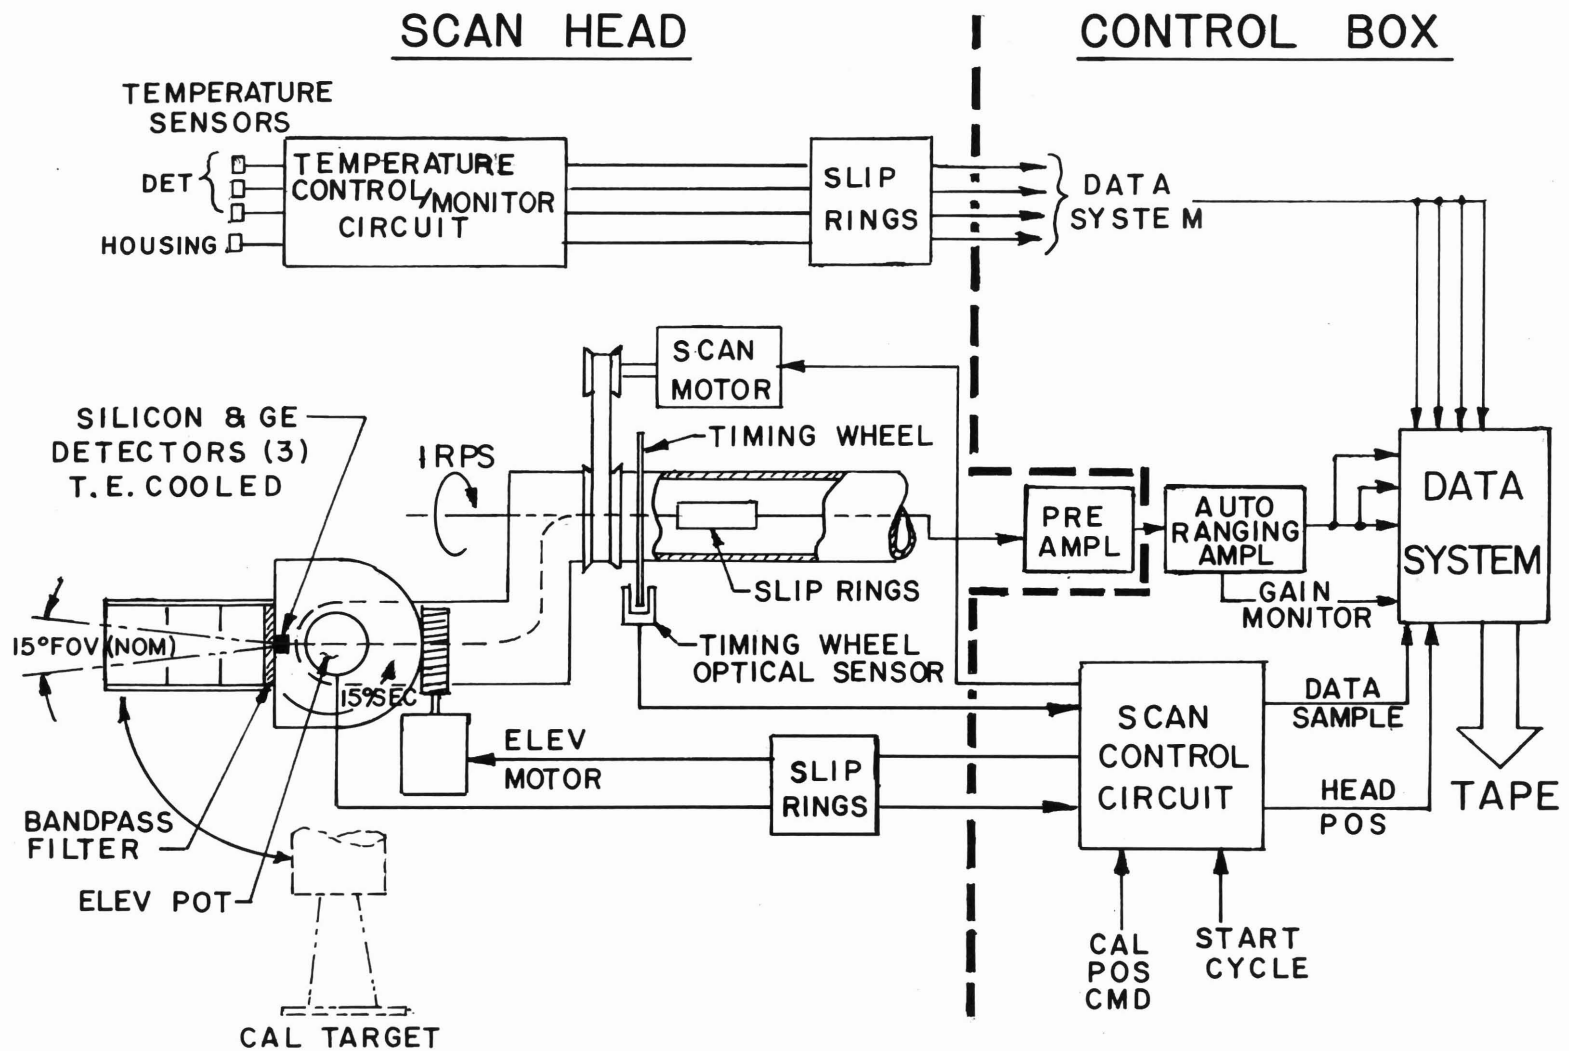 SCAN HEAD
CONTROL BOX
TEMPERATURE
SENSORS
DET
HOUSING
TEMPERATURE
CONTROL/MONITOR
CIRCUIT
SLIP
RINGS
DATA
SYSTEM
SCAN
MOTOR
SILICON & GE
DETECTORS (3)
T.E. COOLED
1 RPS
TIMING WHEEL
SLIP RINGS
TIMING WHEEL
OPTICAL SENSOR
PRE
AMPL
AUTO
RANGING
AMPL
GAIN
MONITOR
DATA
SYSTEM
15° FOV (NOM)
15°/SEC
ELEV
MOTOR
SLIP
RINGS
SCAN
CONTROL
CIRCUIT
DATA
SAMPLE
HEAD
POS
TAPE
BANDPASS
FILTER
ELEV POT
CAL TARGET
CAL
POS
CMD
START
CYCLE